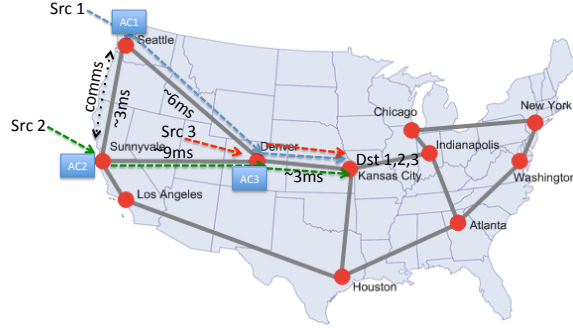 Src 1
AC1
Seattle
comms
~3ms
~6ms
Src 2
Src 3
Sunnyvale
~9ms
AC2
Denver
AC3
~3ms
Dst 1,2,3
Kansas City
Chicago
Indianapolis
New York
Washington
Los Angeles
Atlanta
Houston